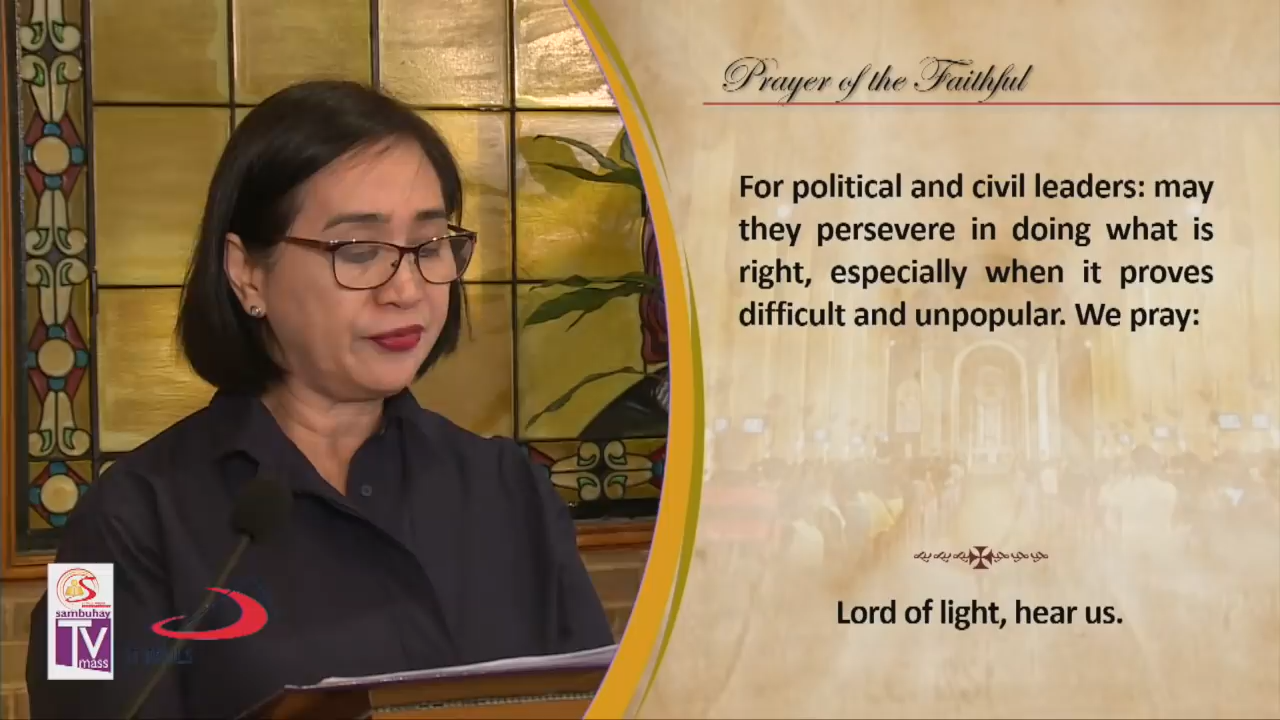 Prayer of the Faithful
For political and civil leaders: may
they persevere in doing what is
right, especially when it proves
difficult and unpopular. We pray:
Lord of light, hear us.
sambuhay
TV
mass